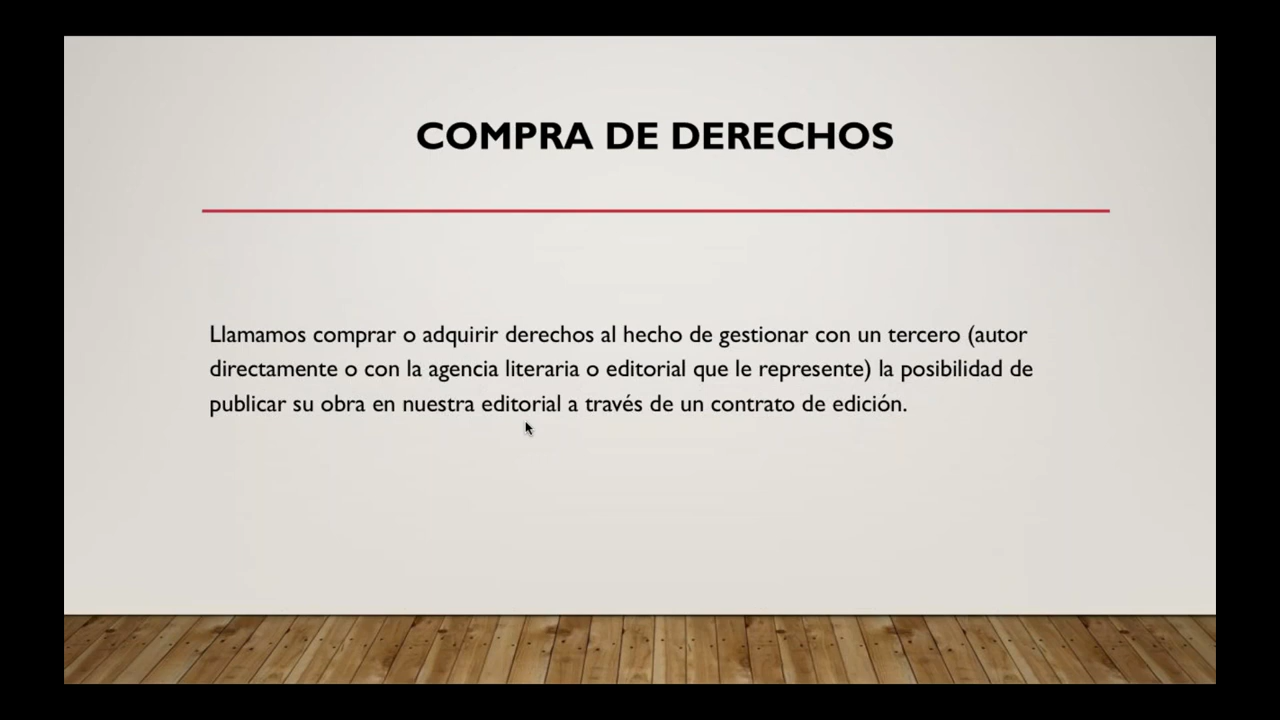 COMPRA DE DERECHOS
Llamamos comprar o adquirir derechos al hecho de gestionar con un tercero (autor
directamente o con la agencia literaria o editorial que le represente) la posibilidad de
publicar su obra en nuestra editorial a través de un contrato de edición.